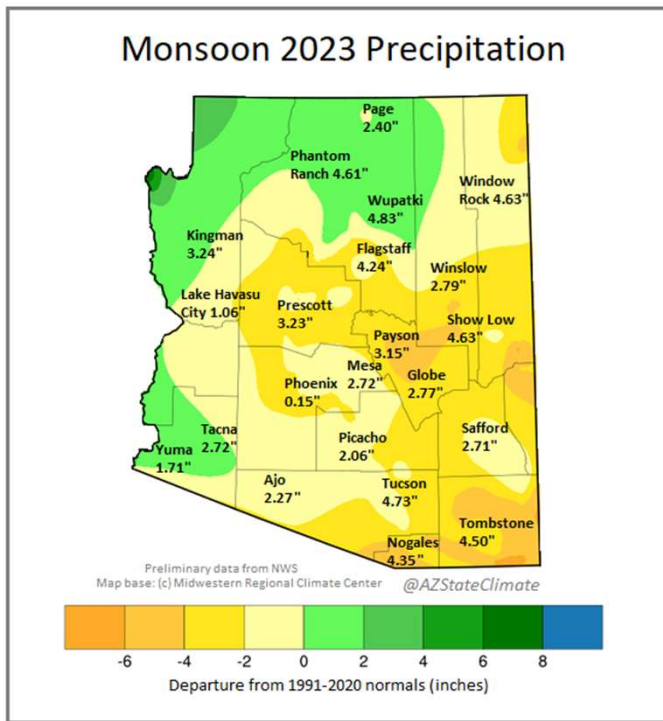 Monsoon 2023 Precipitation
Page
2.40"
Phantom
Ranch 4.61"
Wupatki
4.83"
Window
Rock 4.63"
Kingman
3.24"
Flagstaff
4.24"
Winslow
2.79"
Lake Havasu
City 1.06"
Prescott
3.23"
Show Low
4.63"
Payson
3.15"
Mesa
2.72"
Globe
2.77"
Phoenix
0.15"
Tacna
2.72"
Yuma
1.71"
Picacho
2.06"
Safford
2.71"
Ajo
2.27"
Tucson
4.73"
Tombstone
4.50"
Nogales
4.35"
Preliminary data from NWS
Map base: (c) Midwestern Regional Climate Center
@AZStateClimate
-6 -4 -2 0 2 4 6 8
Departure from 1991-2020 normals (inches)